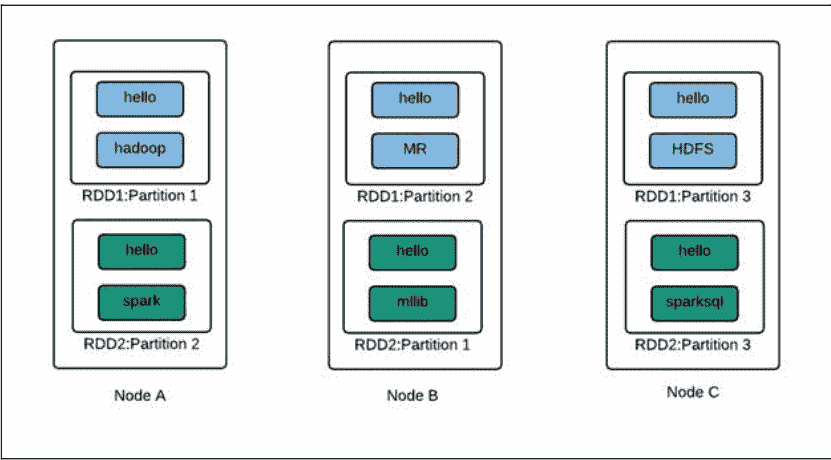 hello
hadoop
RDD1:Partition 1
hello
spark
RDD2:Partition 2
Node A
hello
MR
RDD1:Partition 2
hello
mllib
RDD2:Partition 1
Node B
hello
HDFS
RDD1:Partition 3
hello
sparksql
RDD2:Partition 3
Node C